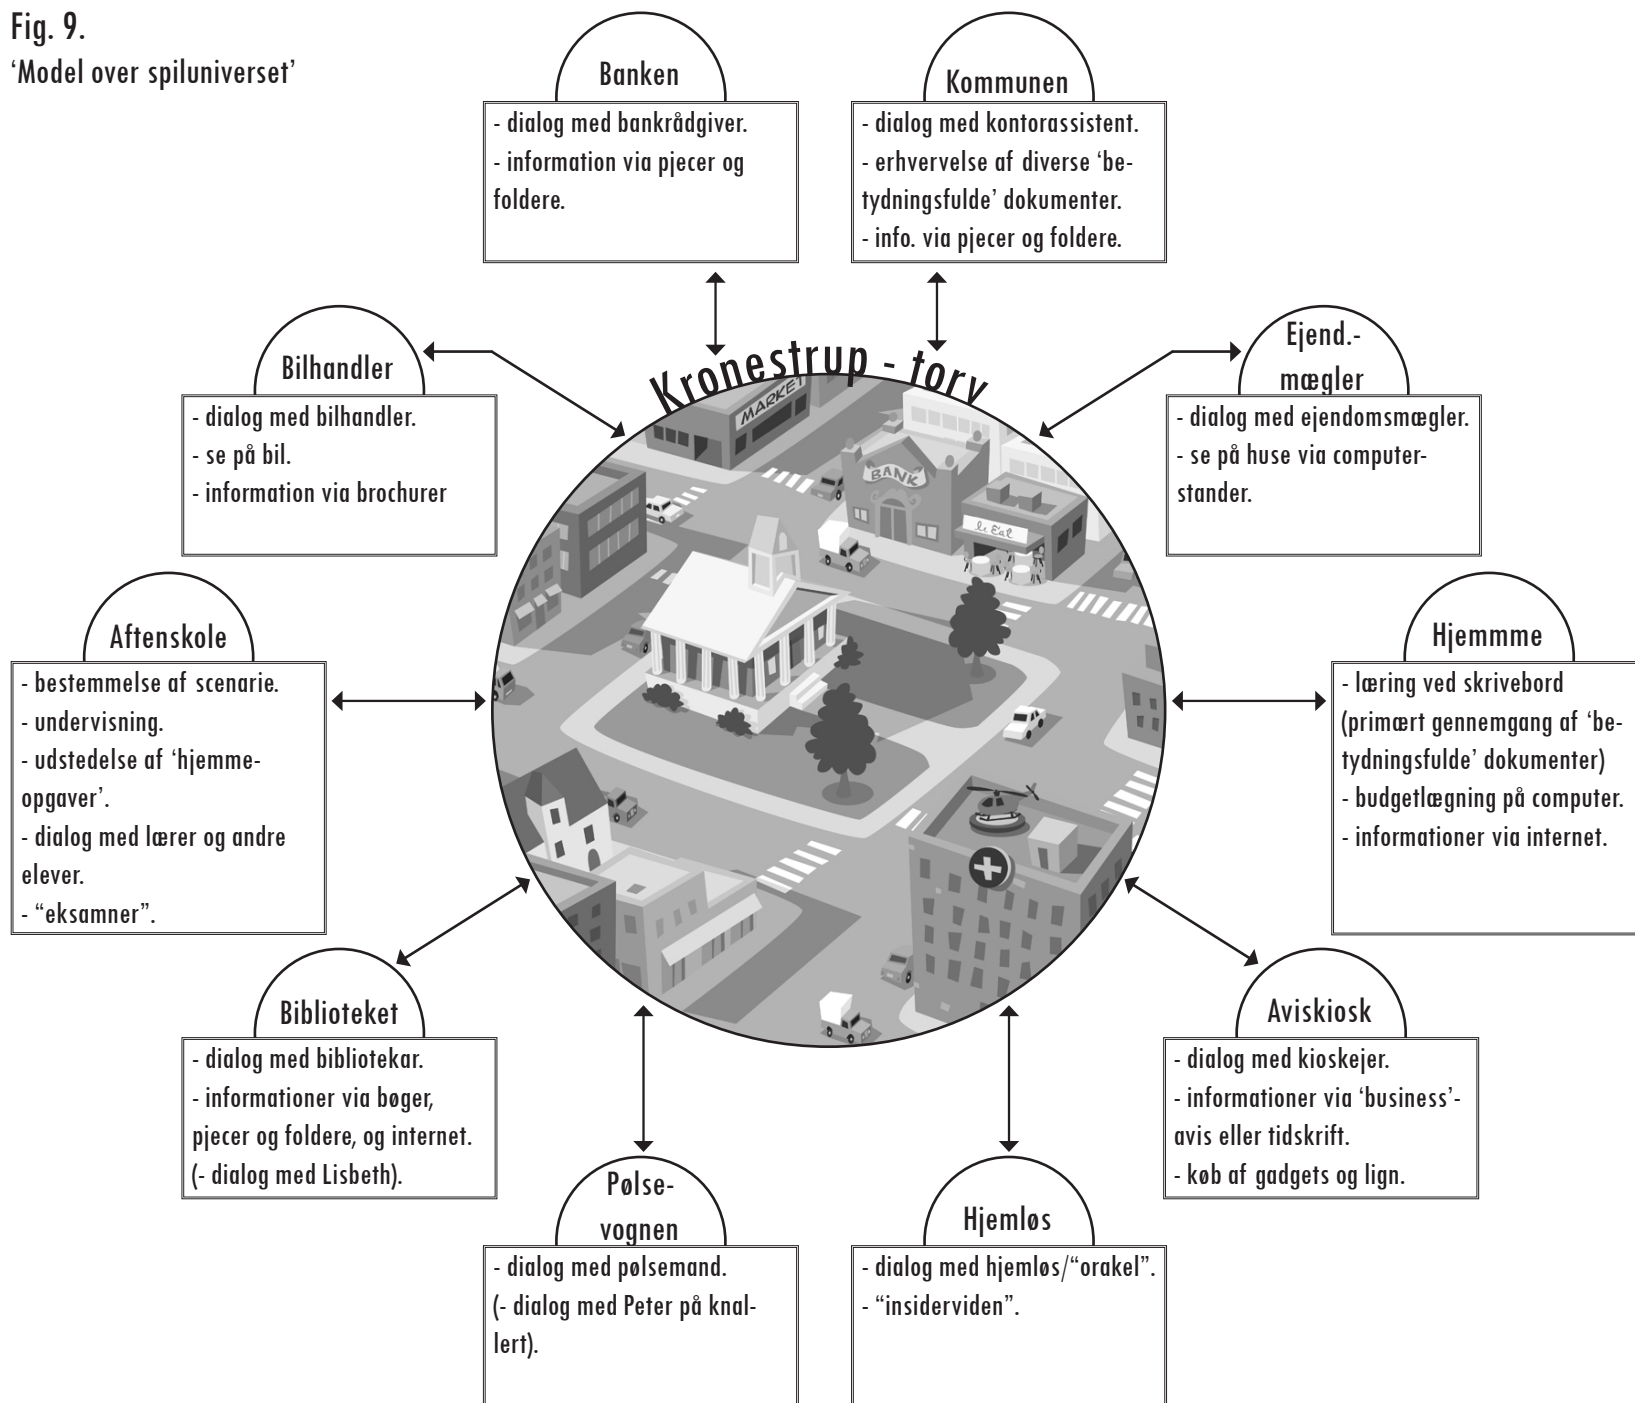 Fig. 9.
‘Model over spiluniverset’
Banken
- dialog med bankrådgiver.
- information via pjecer og
foldere.
Kommunen
- dialog med kontorassistent.
- erhvervelse af diverse ‘be-
tydningsfulde’ dokumenter.
- info. via pjecer og foldere.
Bilhandler
- dialog med bilhandler.
- se på bil.
- information via brochurer
Ejend.-
mægler
- dialog med ejendomsmægler.
- se på huse via computer-
stander.
Kronestrup - torv
MARKET
BANK
le Eat
Aftenskole
- bestemmelse af scenarie.
- undervisning.
- udstedelse af ‘hjemme-
opgaver’.
- dialog med lærer og andre
elever.
- “eksamner”.
Hjemmme
- læring ved skrivebord
(primært gennemgang af ‘be-
tydningsfulde’ dokumenter)
- budgetlægning på computer.
- informationer via internet.
Biblioteket
- dialog med bibliotekar.
- informationer via bøger,
pjecer og foldere, og internet.
(- dialog med Lisbeth).
Aviskiosk
- dialog med kioskejer.
- informationer via ‘business’-
avis eller tidskrift.
- køb af gadgets og lign.
Pølse-
vognen
- dialog med pølsemand.
(- dialog med Peter på knal-
lert).
Hjemløs
- dialog med hjemløs/“orakel”.
- “insiderviden”.